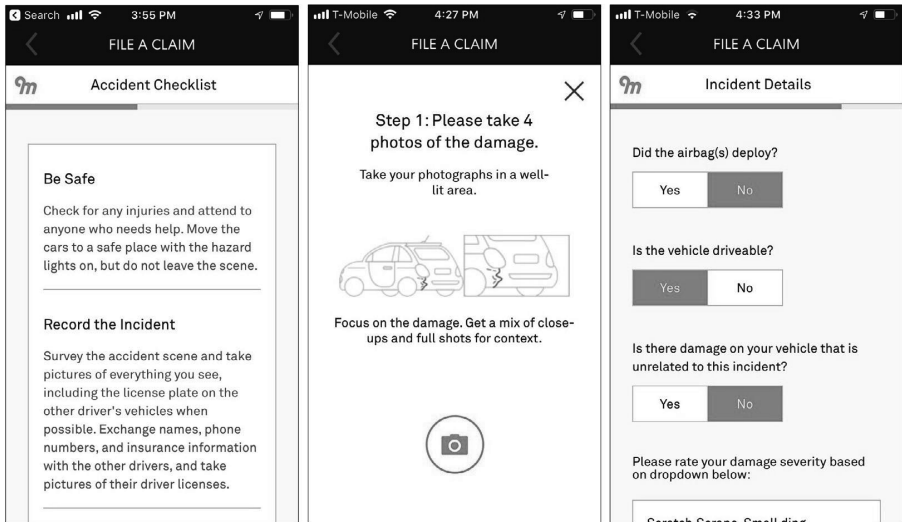 Search 3:55 PM
FILE A CLAIM
m Accident Checklist
Be Safe
Check for any injuries and attend to
anyone who needs help. Move the
cars to a safe place with the hazard
lights on, but do not leave the scene.
Record the Incident
Survey the accident scene and take
pictures of everything you see,
including the license plate on the
other driver's vehicles when
possible. Exchange names, phone
numbers, and insurance information
with the other drivers, and take
pictures of their driver licenses.
T-Mobile 4:27 PM
FILE A CLAIM
Step 1: Please take 4
photos of the damage.
Take your photographs in a well-
lit area.
Focus on the damage. Get a mix of close-
ups and full shots for context.
T-Mobile 4:33 PM
FILE A CLAIM
m Incident Details
Did the airbag(s) deploy?
Yes No
Is the vehicle driveable?
Yes No
Is there damage on your vehicle that is
unrelated to this incident?
Yes No
Please rate your damage severity based
on dropdown below:
Scratch Scrape, Small ding